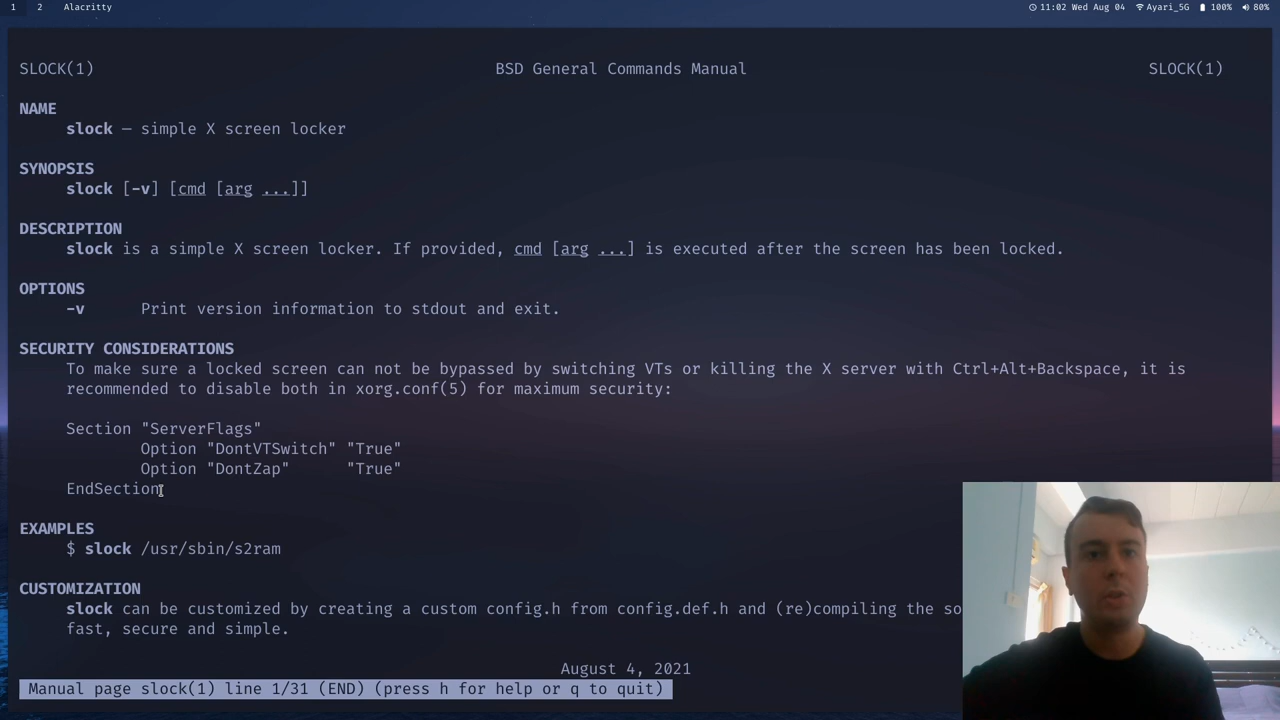 1 2 Alacritty 11:02 Wed Aug 04 Ayari_5G 100% 80%
SLOCK(1) BSD General Commands Manual SLOCK(1)
NAME
slock — simple X screen locker
SYNOPSIS
slock [-v] [cmd [arg ...]]
DESCRIPTION
slock is a simple X screen locker. If provided, cmd [arg ...] is executed after the screen has been locked.
OPTIONS
-v Print version information to stdout and exit.
SECURITY CONSIDERATIONS
To make sure a locked screen can not be bypassed by switching VTs or killing the X server with Ctrl+Alt+Backspace, it is
recommended to disable both in xorg.conf(5) for maximum security:
Section "ServerFlags"
Option "DontVTSwitch" "True"
Option "DontZap" "True"
EndSection
EXAMPLES
$ slock /usr/sbin/s2ram
CUSTOMIZATION
slock can be customized by creating a custom config.h from config.def.h and (re)compiling the so
fast, secure and simple.
August 4, 2021
Manual page slock(1) line 1/31 (END) (press h for help or q to quit)